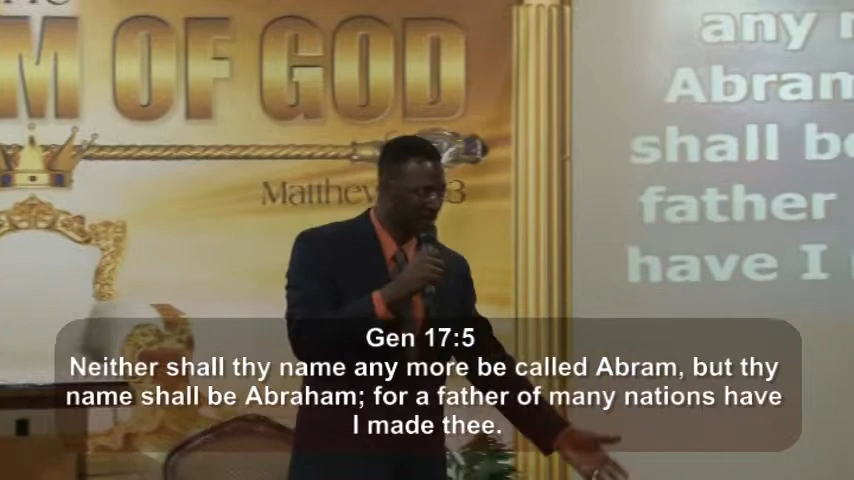 M OF GOD
Matthew 3
any
Abram
shall be
father
have I
Gen 17:5
Neither shall thy name any more be called Abram, but thy
name shall be Abraham; for a father of many nations have
I made thee.